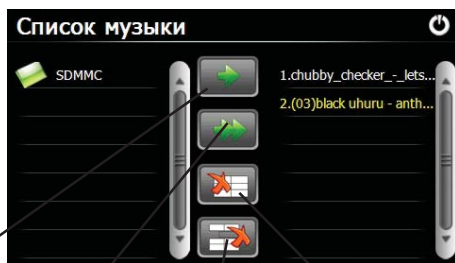 Список музыки
SDMMC
1.chubby_checker_-_lets...
2.(03)black uhuru - anth...